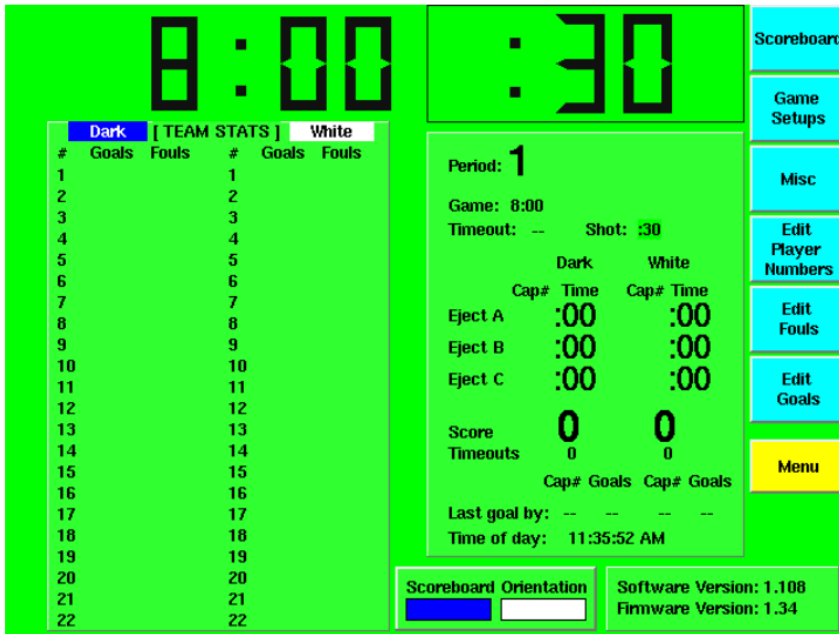 8:00
:30
Dark [ TEAM STATS ] White
# Goals Fouls # Goals Fouls
1 1
2 2
3 3
4 4
5 5
6 6
7 7
8 8
9 9
10 10
11 11
12 12
13 13
14 14
15 15
16 16
17 17
18 18
19 19
20 20
21 21
22 22
Period: 1
Game: 8:00
Timeout: -- Shot: :30
Dark White
Cap# Time Cap# Time
Eject A :00 :00
Eject B :00 :00
Eject C :00 :00
Score 0 0
Timeouts 0 0
Cap# Goals Cap# Goals
Last goal by: -- -- -- --
Time of day: 11:35:52 AM
Scoreboard Orientation
Software Version: 1.108
Firmware Version: 1.34
Scoreboard
Game
Setups
Misc
Edit
Player
Numbers
Edit
Fouls
Edit
Goals
Menu